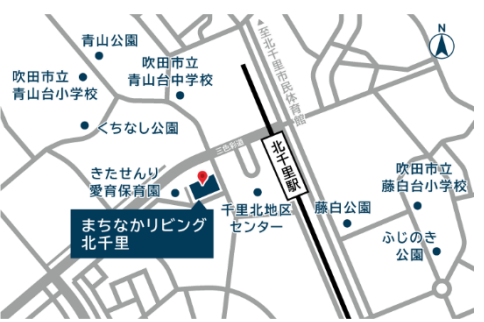 青山公園
吹田市立
青山台小学校
吹田市立
青山台中学校
▲至北千里市民体育館
N
くちなし公園
三色彩道
北千里駅
きたせんり
愛育保育園
まちなかリビング
北千里
千里北地区
センター
藤白公園
吹田市立
藤白台小学校
ふじのき
公園